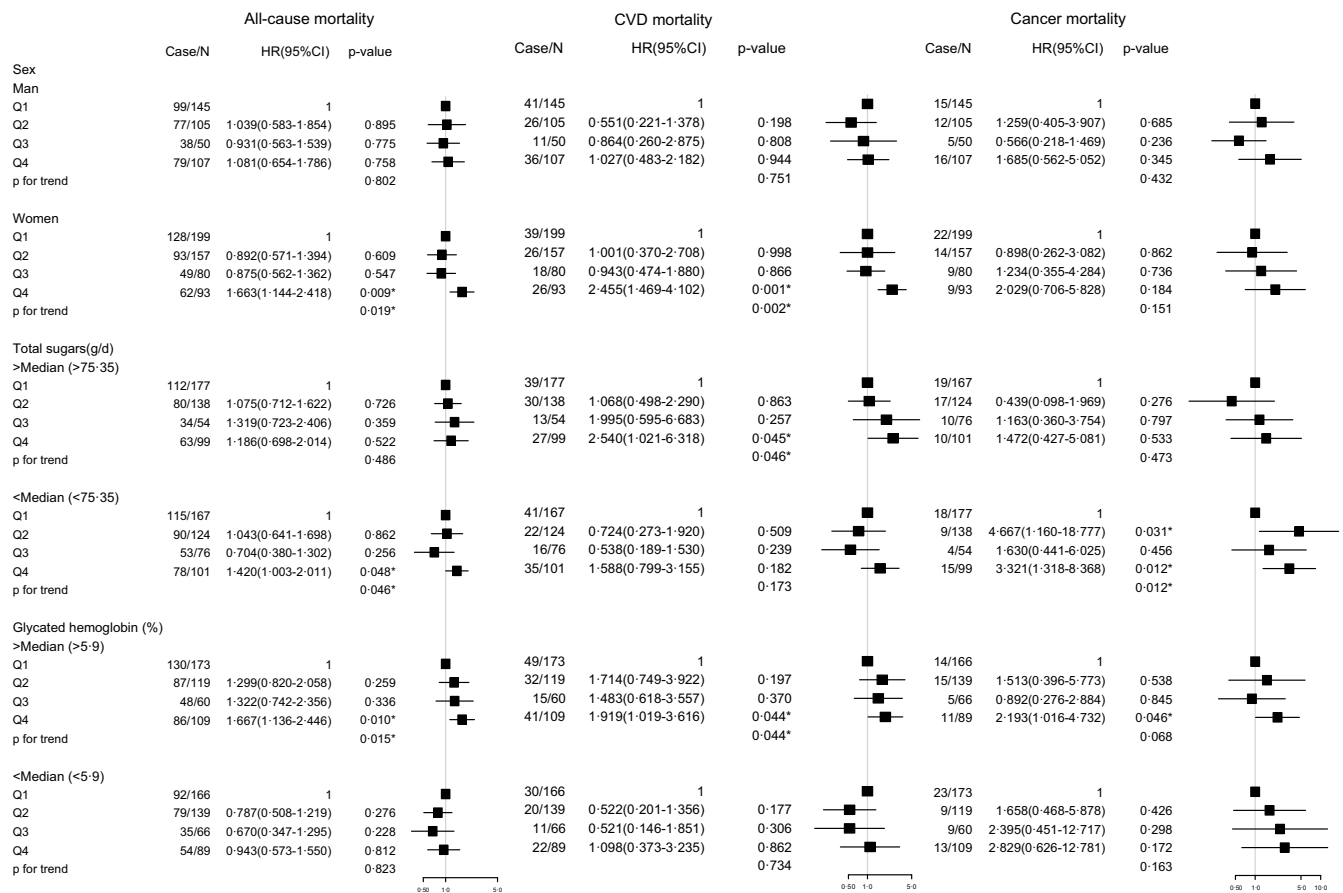 All-cause mortality CVD mortality Cancer mortality
Case/N HR(95%CI) p-value Case/N HR(95%CI) p-value Case/N HR(95%CI) p-value
Sex
Man
Q1 99/145 1 41/145 1 15/145 1
Q2 77/105 1·039(0·583-1·854) 0·895 26/105 0·551(0·221-1·378) 0·198 12/105 1·259(0·405-3·907) 0·685
Q3 38/50 0·931(0·563-1·539) 0·775 11/50 0·864(0·260-2·875) 0·808 5/50 0·566(0·218-1·469) 0·236
Q4 79/107 1·081(0·654-1·786) 0·758 36/107 1·027(0·483-2·182) 0·944 16/107 1·685(0·562-5·052) 0·345
p for trend 0·802 0·751 0·432
Women
Q1 128/199 1 39/199 1 22/199 1
Q2 93/157 0·892(0·571-1·394) 0·609 26/157 1·001(0·370-2·708) 0·998 14/157 0·898(0·262-3·082) 0·862
Q3 49/80 0·875(0·562-1·362) 0·547 18/80 0·943(0·474-1·880) 0·866 9/80 1·234(0·355-4·284) 0·736
Q4 62/93 1·663(1·144-2·418) 0·009* 26/93 2·455(1·469-4·102) 0·001* 9/93 2·029(0·706-5·828) 0·184
p for trend 0·019* 0·002* 0·151
Total sugars(g/d)
>Median (>75·35)
Q1 112/177 1 39/177 1 19/167 1
Q2 80/138 1·075(0·712-1·622) 0·726 30/138 1·068(0·498-2·290) 0·863 17/124 0·439(0·098-1·969) 0·276
Q3 34/54 1·319(0·723-2·406) 0·359 13/54 1·995(0·595-6·683) 0·257 10/76 1·163(0·360-3·754) 0·797
Q4 63/99 1·186(0·698-2·014) 0·522 27/99 2·540(1·021-6·318) 0·045* 10/101 1·472(0·427-5·081) 0·533
p for trend 0·486 0·046* 0·473
<Median (<75·35)
Q1 115/167 1 41/167 1 18/177 1
Q2 90/124 1·043(0·641-1·698) 0·862 22/124 0·724(0·273-1·920) 0·509 9/138 4·667(1·160-18·777) 0·031*
Q3 53/76 0·704(0·380-1·302) 0·256 16/76 0·538(0·189-1·530) 0·239 4/54 1·630(0·441-6·025) 0·456
Q4 78/101 1·420(1·003-2·011) 0·048* 35/101 1·588(0·799-3·155) 0·182 15/99 3·321(1·318-8·368) 0·012*
p for trend 0·046* 0·173 0·012*
Glycated hemoglobin (%)
>Median (>5·9)
Q1 130/173 1 49/173 1 14/166 1
Q2 87/119 1·299(0·820-2·058) 0·259 32/119 1·714(0·749-3·922) 0·197 15/139 1·513(0·396-5·773) 0·538
Q3 48/60 1·322(0·742-2·356) 0·336 15/60 1·483(0·618-3·557) 0·370 5/66 0·892(0·276-2·884) 0·845
Q4 86/109 1·667(1·136-2·446) 0·010* 41/109 1·919(1·019-3·616) 0·044* 11/89 2·193(1·016-4·732) 0·046*
p for trend 0·015* 0·044* 0·068
<Median (<5·9)
Q1 92/166 1 30/166 1 23/173 1
Q2 79/139 0·787(0·508-1·219) 0·276 20/139 0·522(0·201-1·356) 0·177 9/119 1·658(0·468-5·878) 0·426
Q3 35/66 0·670(0·347-1·295) 0·228 11/66 0·521(0·146-1·851) 0·306 9/60 2·395(0·451-12·717) 0·298
Q4 54/89 0·943(0·573-1·550) 0·812 22/89 1·098(0·373-3·235) 0·862 13/109 2·829(0·626-12·781) 0·172
p for trend 0·823 0·734 0·163
0·50 1·0 5·0 0·50 1·0 5·0 0·50 1·0 5·0 10·0